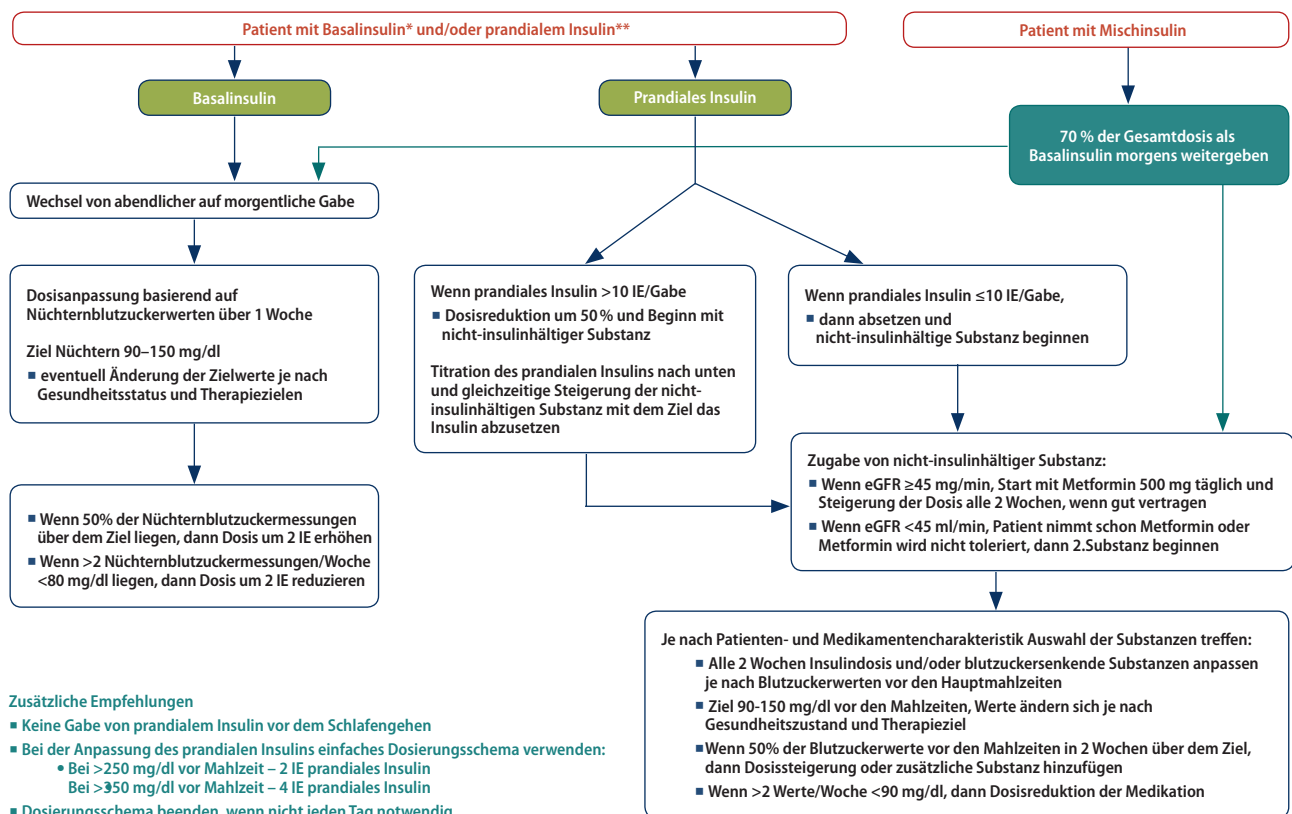 Patient mit Basalinsulin* und/oder prandialem Insulin**
Patient mit Mischinsulin
Basalinsulin
Prandiales Insulin
70 % der Gesamtdosis als
Basalinsulin morgens weitergeben
Wechsel von abendlicher auf morgentliche Gabe
Dosisanpassung basierend auf
Nüchternblutzuckerwerten über 1 Woche
Ziel Nüchtern 90–150 mg/dl
■ eventuell Änderung der Zielwerte je nach
Gesundheitsstatus und Therapiezielen
Wenn prandiales Insulin >10 IE/Gabe
■ Dosisreduktion um 50 % und Beginn mit
nicht-insulinhältiger Substanz
Titration des prandialen Insulins nach unten
und gleichzeitige Steigerung der nicht-
insulinhältigen Substanz mit dem Ziel das
Insulin abzusetzen
Wenn prandiales Insulin ≤10 IE/Gabe,
■ dann absetzen und
nicht-insulinhältige Substanz beginnen
■ Wenn 50% der Nüchternblutzuckermessungen
über dem Ziel liegen, dann Dosis um 2 IE erhöhen
■ Wenn >2 Nüchternblutzuckermessungen/Woche
<80 mg/dl liegen, dann Dosis um 2 IE reduzieren
Zugabe von nicht-insulinhältiger Substanz:
■ Wenn eGFR ≥45 mg/min, Start mit Metformin 500 mg täglich und
Steigerung der Dosis alle 2 Wochen, wenn gut vertragen
■ Wenn eGFR <45 ml/min, Patient nimmt schon Metformin oder
Metformin wird nicht toleriert, dann 2.Substanz beginnen
Je nach Patienten- und Medikamentencharakteristik Auswahl der Substanzen treffen:
■ Alle 2 Wochen Insulindosis und/oder blutzuckersenkende Substanzen anpassen
je nach Blutzuckerwerten vor den Hauptmahlzeiten
■ Ziel 90-150 mg/dl vor den Mahlzeiten, Werte ändern sich je nach
Gesundheitszustand und Therapieziel
■ Wenn 50% der Blutzuckerwerte vor den Mahlzeiten in 2 Wochen über dem Ziel,
dann Dosissteigerung oder zusätzliche Substanz hinzufügen
■ Wenn >2 Werte/Woche <90 mg/dl, dann Dosisreduktion der Medikation
Zusätzliche Empfehlungen
■ Keine Gabe von prandialem Insulin vor dem Schlafengehen
■ Bei der Anpassung des prandialen Insulins einfaches Dosierungsschema verwenden:
• Bei >250 mg/dl vor Mahlzeit – 2 IE prandiales Insulin
Bei >350 mg/dl vor Mahlzeit – 4 IE prandiales Insulin
■ Dosierungsschema beenden, wenn nicht jeden Tag notwendig